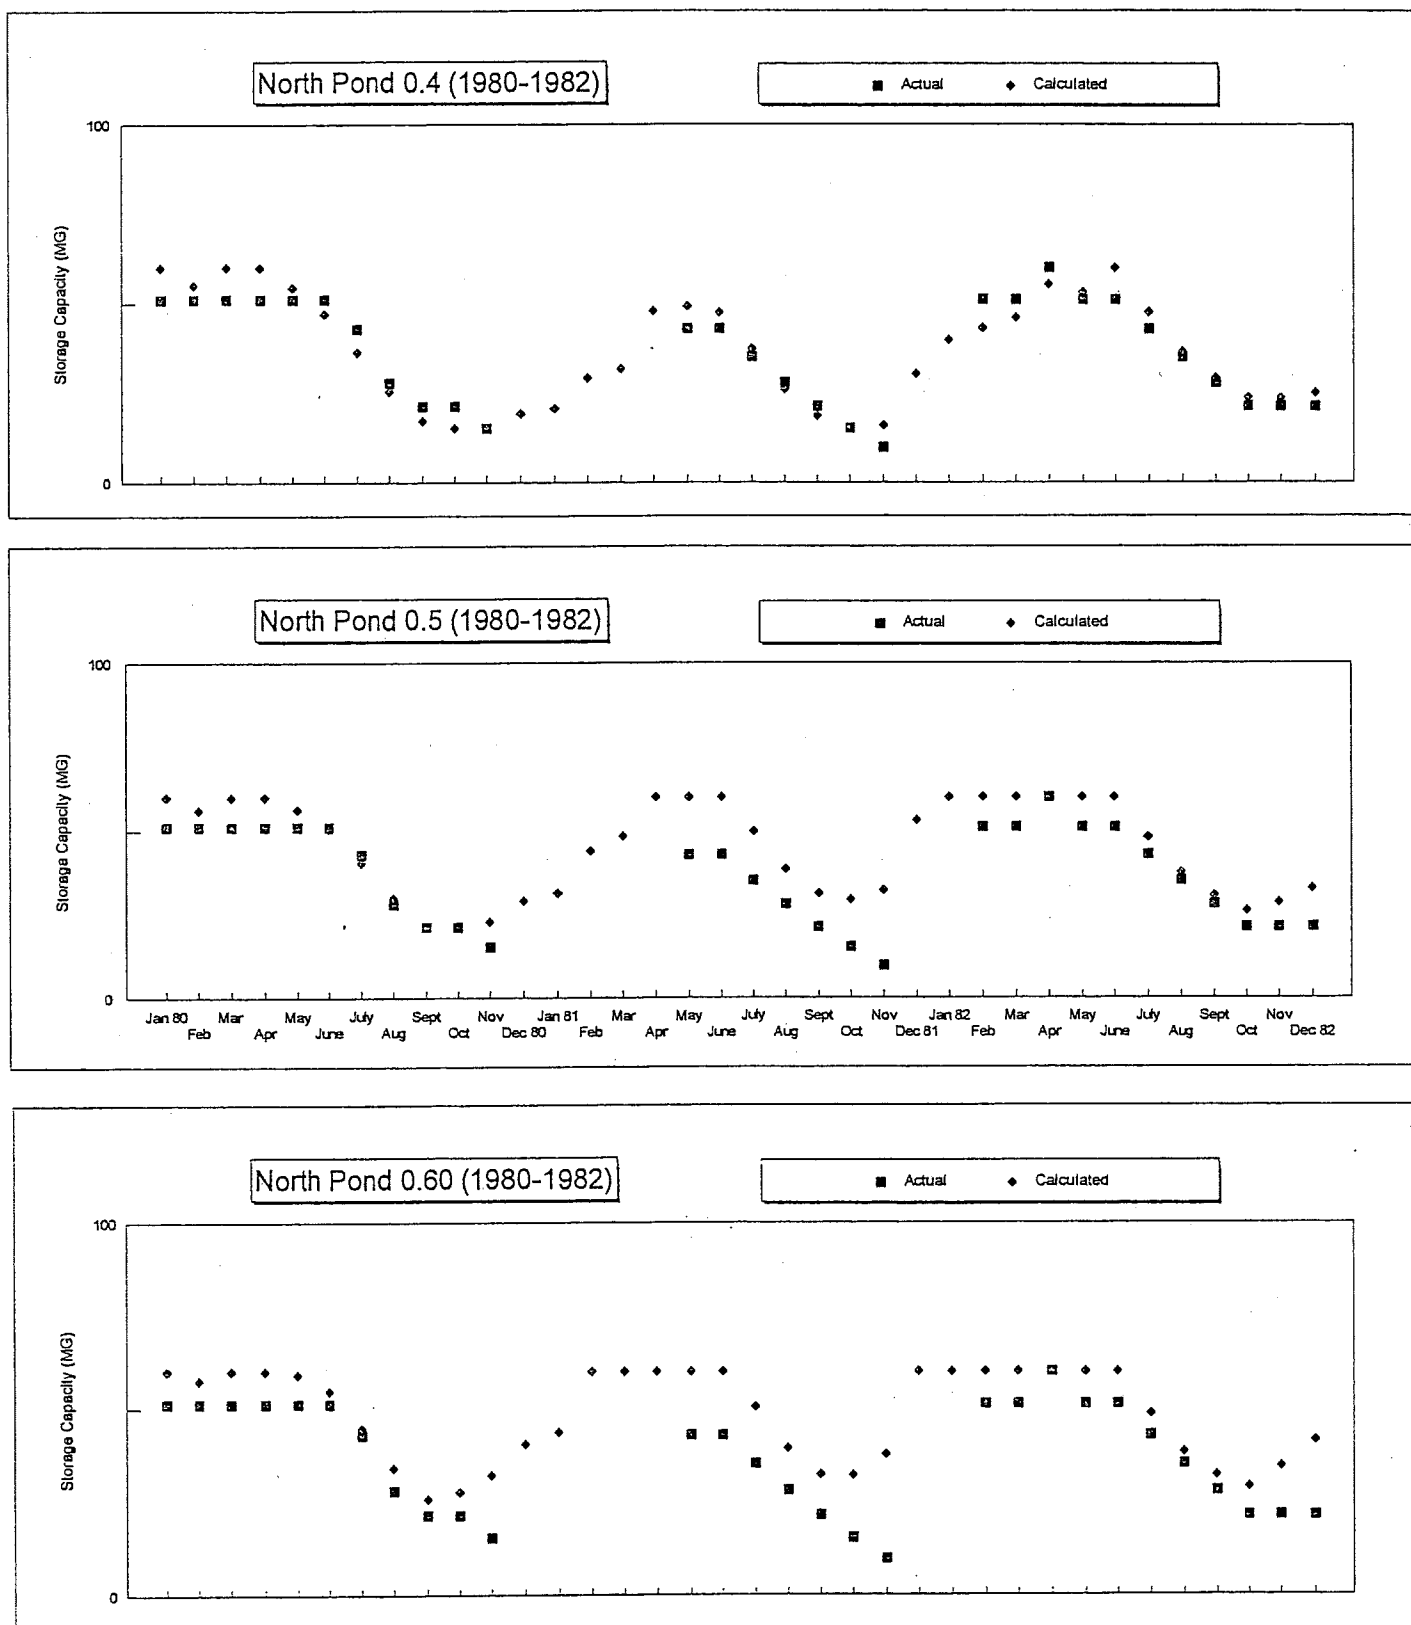 North Pond 0.4 (1980-1982)
Actual Calculated
100
Storage Capacity (MG)
0
North Pond 0.5 (1980-1982)
Actual Calculated
100
Storage Capacity (MG)
0
Jan 80 Mar May July Sept Nov Jan 81 Mar May July Sept Nov Jan 82 Mar May July Sept Nov
Feb Apr June Aug Oct Dec 80 Feb Apr June Aug Oct Dec 81 Feb Apr June Aug Oct Dec 82
North Pond 0.60 (1980-1982)
Actual Calculated
100
Storage Capacity (MG)
0